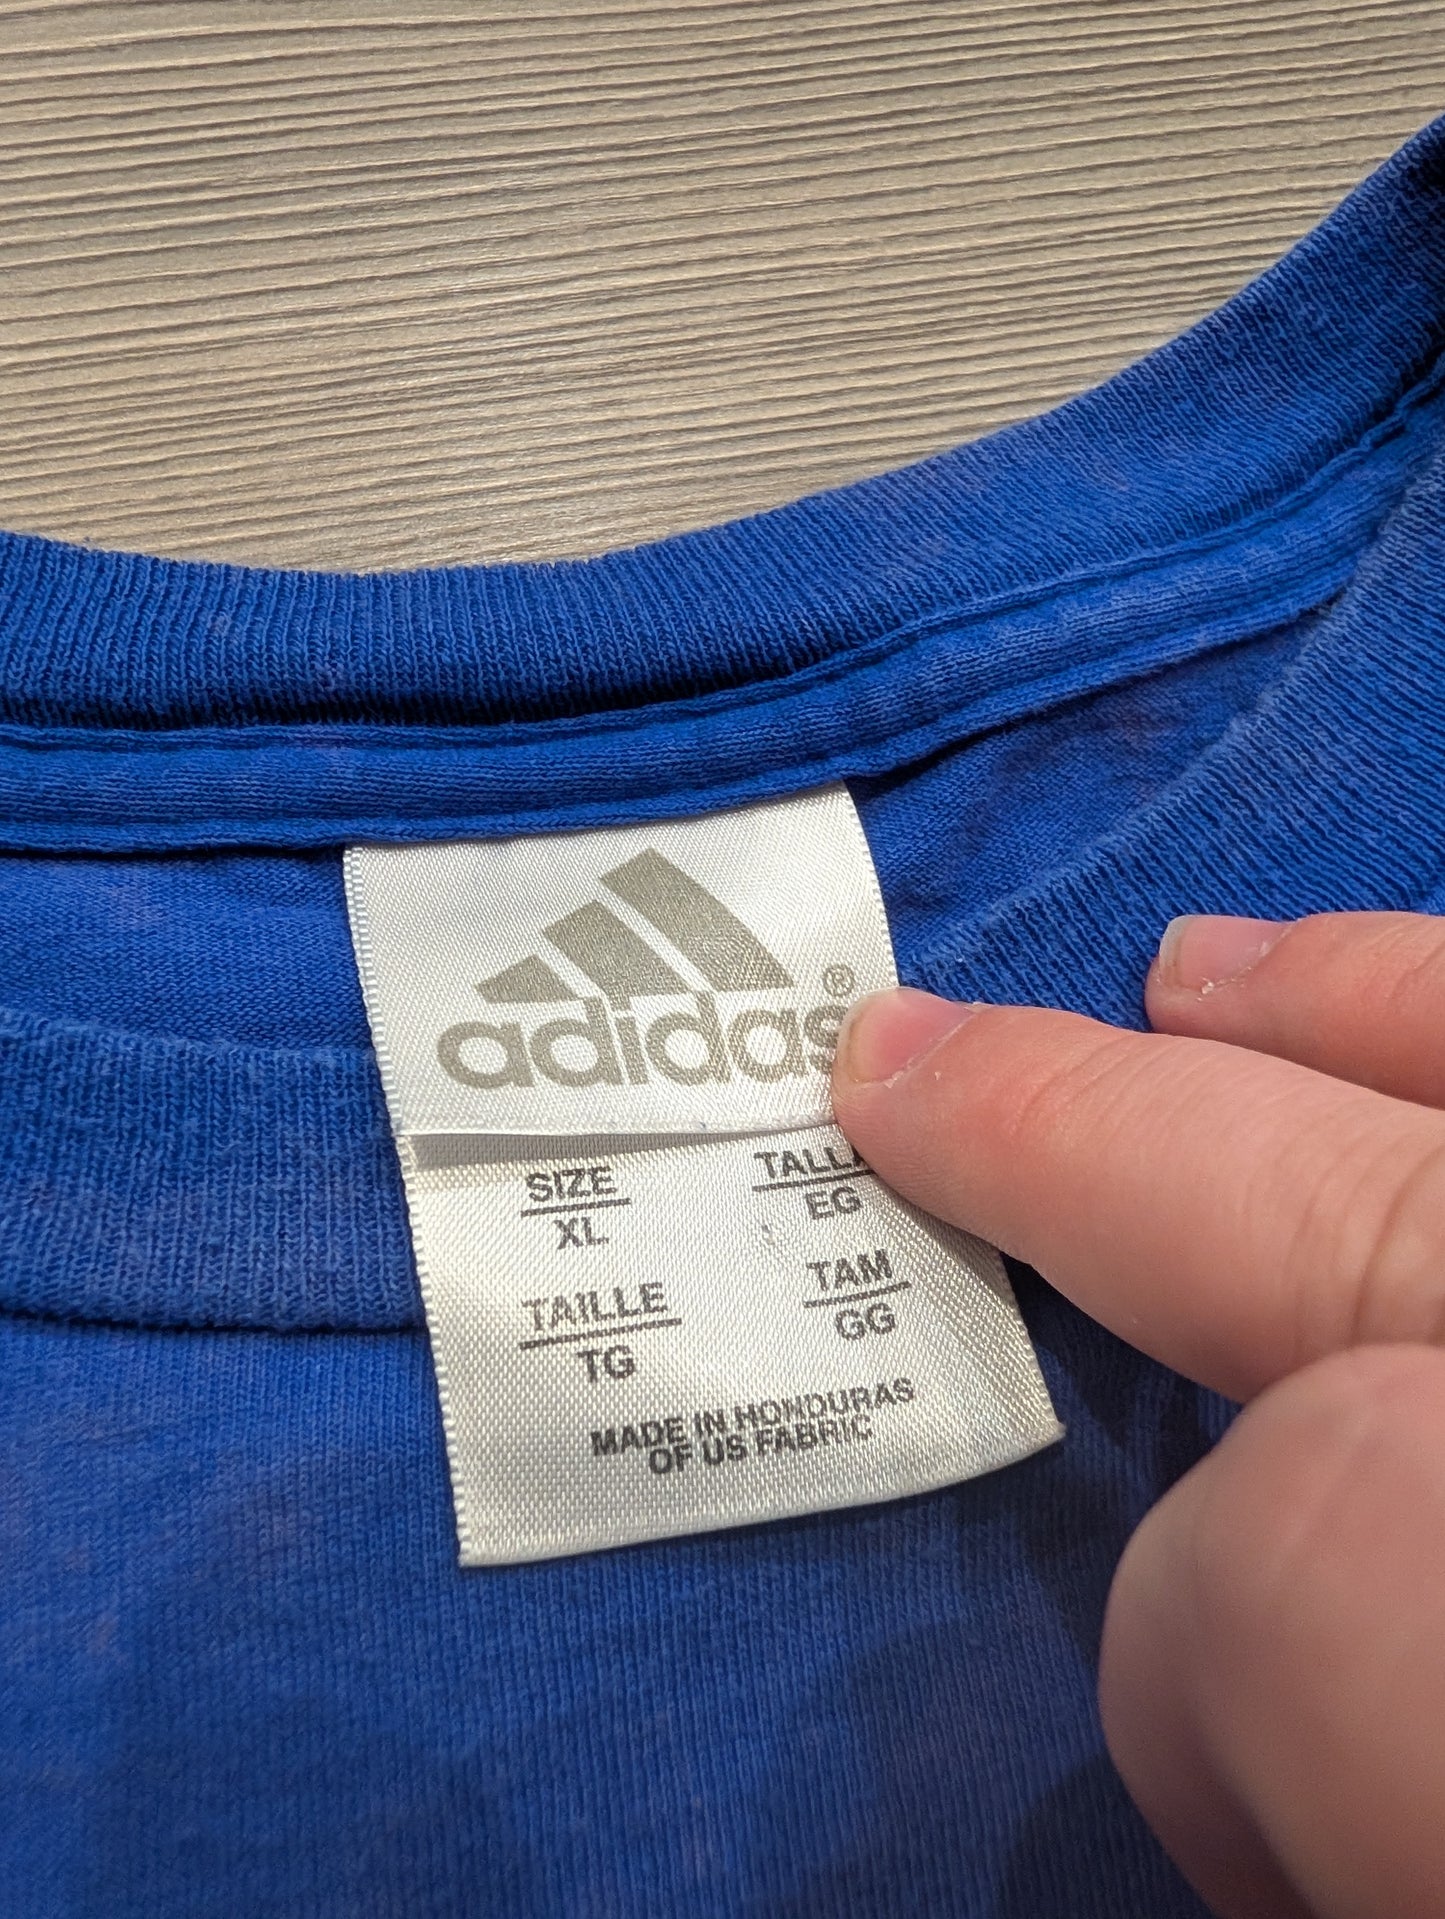 adidas®
SIZE
XL
TALLA
EG
TAILLE
TG
TAM
GG
MADE IN HONDURAS
OF US FABRIC